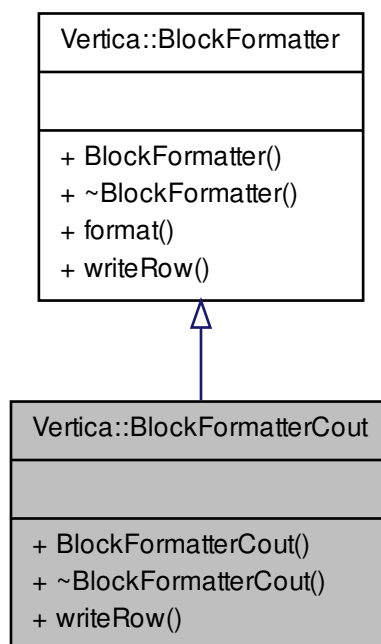 Vertica::BlockFormatter
+ BlockFormatter()
+ ~BlockFormatter()
+ format()
+ writeRow()
Vertica::BlockFormatterCout
+ BlockFormatterCout()
+ ~BlockFormatterCout()
+ writeRow()